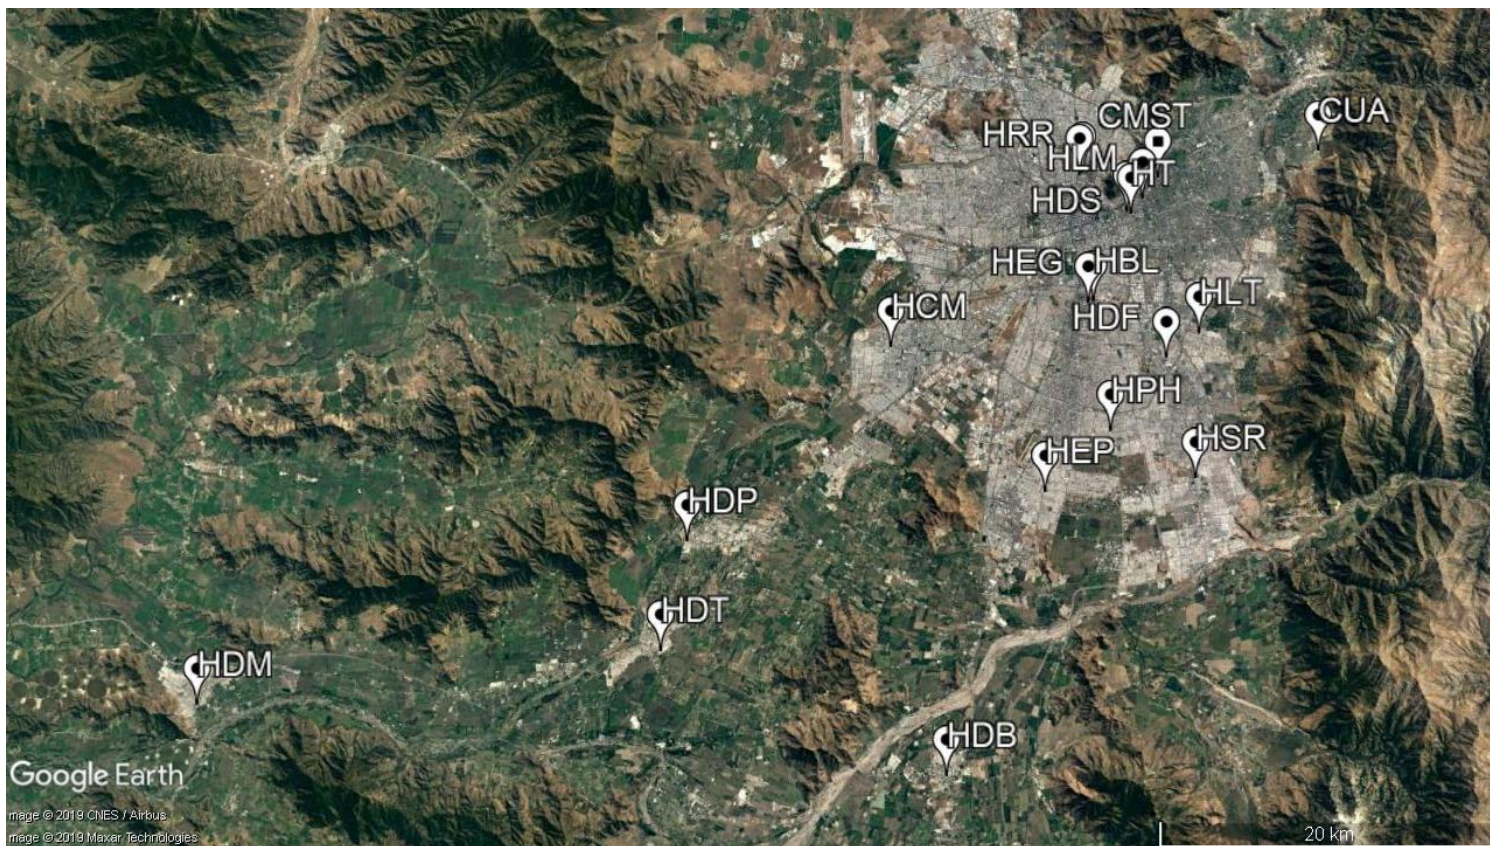 CMST
CUA
HRR
HLM
HT
HDS
HEG
HBL
HLT
HCM
HDF
HPH
HSR
HEP
HDP
HDT
HDM
HDB
Google Earth
mage © 2019 CNES / Airbus
mage © 2019 Maxar Technologies
20 km